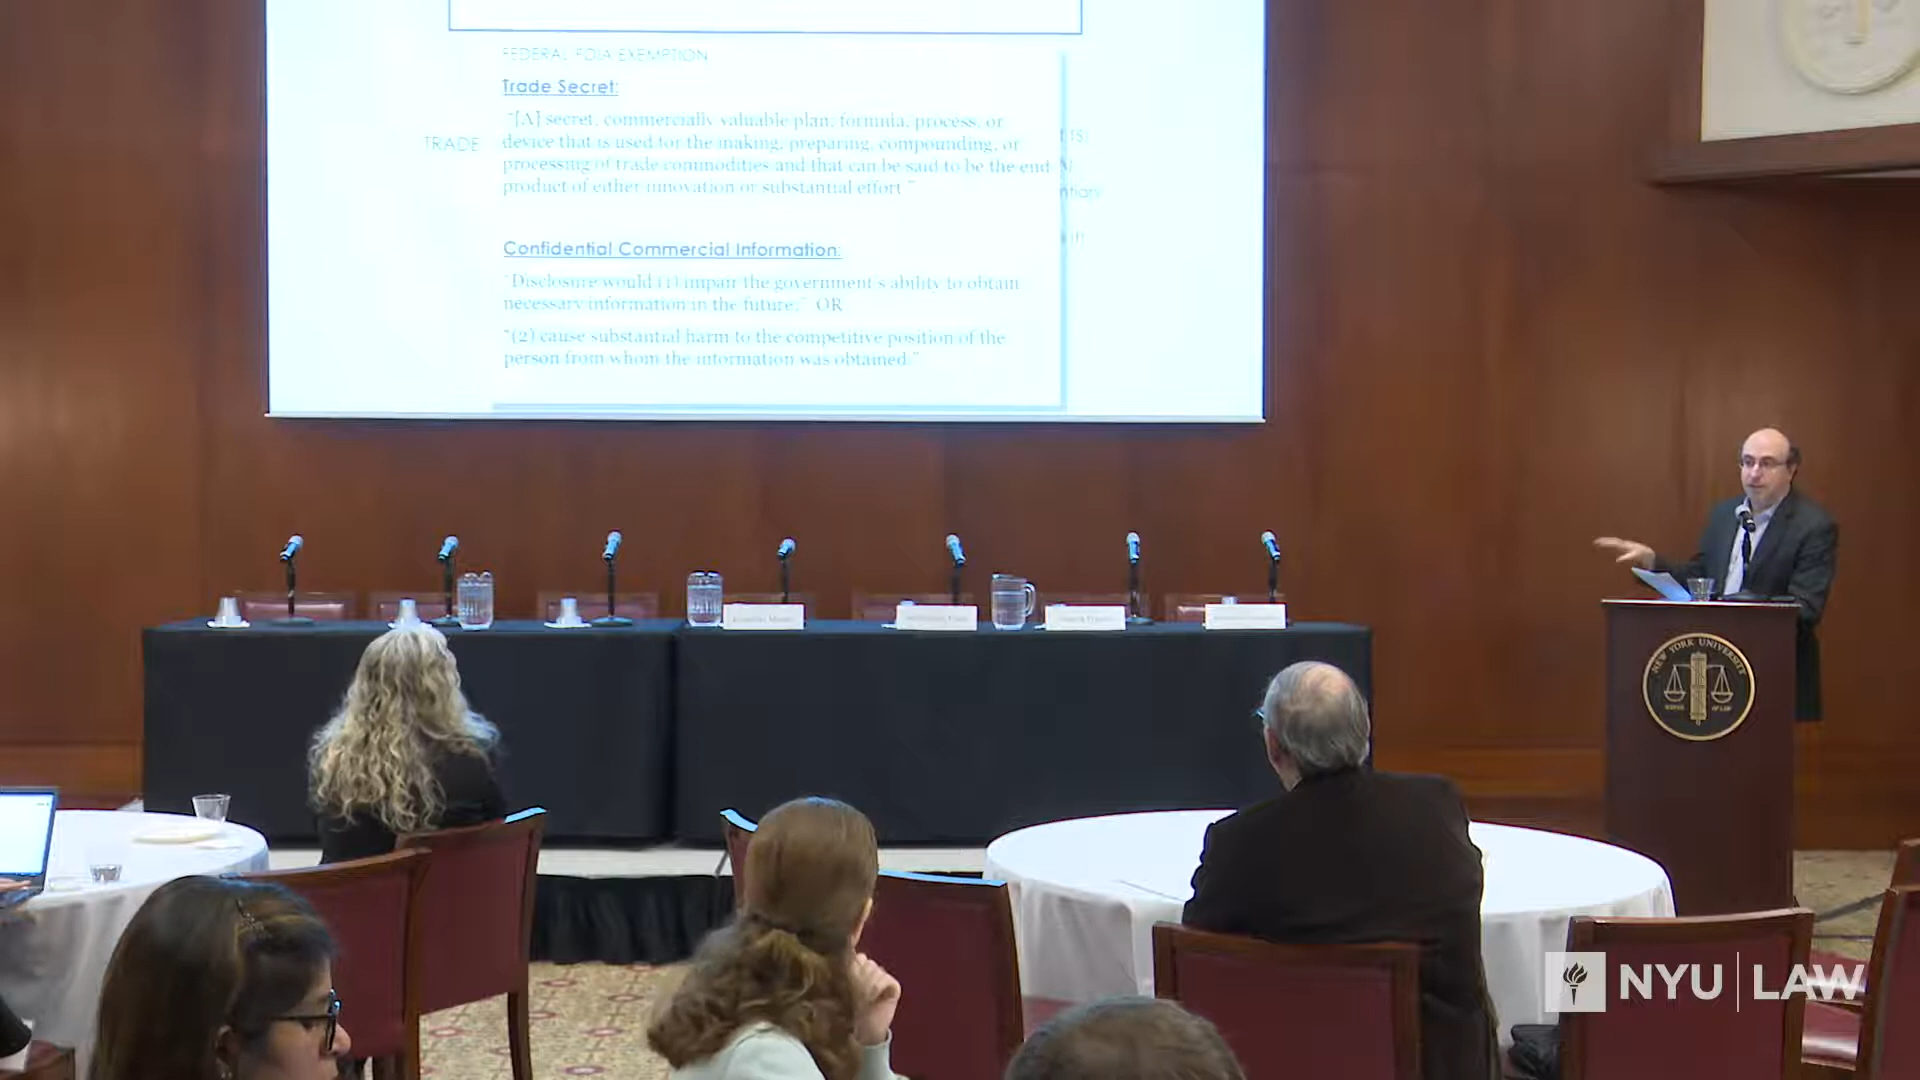 FEDERAL FOIA EXEMPTION
Trade Secret:
"[A] secret, commercially valuable plan, formula, process, or
TRADE
device that is used for the making, preparing, compounding, or
processing of trade commodities and that can be said to be the end
product of either innovation or substantial effort."
Confidential Commercial Information:
"Disclosure would (1) impair the government's ability to obtain
necessary information in the future;" OR
"(2) cause substantial harm to the competitive position of the
person from whom the information was obtained."
NEW YORK UNIVERSITY
SCHOOL OF LAW
NYU | LAW